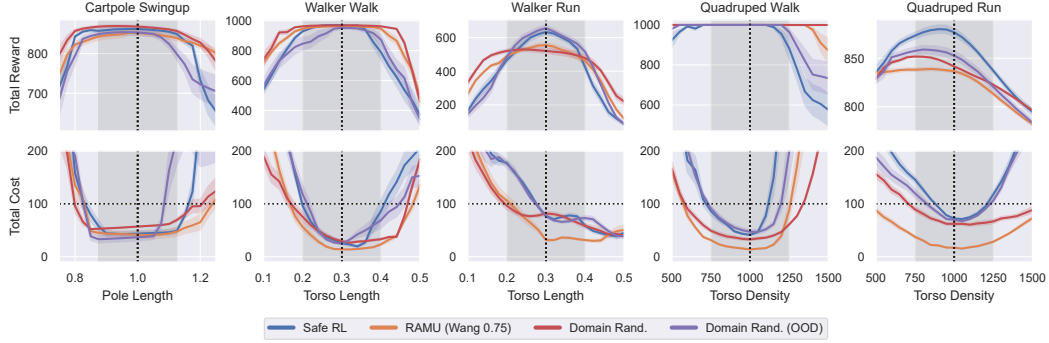 Cartpole Swingup Walker Walk Walker Run Quadruped Walk Quadruped Run
Total Reward
800
700
1000
800
600
400
600
400
200
1000
800
600
850
800
Total Cost
200
100
0
200
100
0
200
100
0
200
100
0
200
100
0
0.8 1.0 1.2
0.1 0.2 0.3 0.4 0.5
0.1 0.2 0.3 0.4 0.5
500 750 1000 1250 1500
500 750 1000 1250 1500
Pole Length Torso Length Torso Length Torso Density Torso Density
Safe RL RAMU (Wang 0.75) Domain Rand. Domain Rand. (OOD)